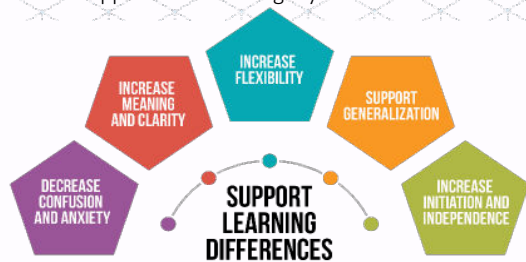 INCREASE
FLEXIBILITY
INCREASE
MEANING
AND CLARITY
SUPPORT
GENERALIZATION
DECREASE
CONFUSION
AND ANXIETY
INCREASE
INITIATION AND
INDEPENDENCE
SUPPORT
LEARNING
DIFFERENCES